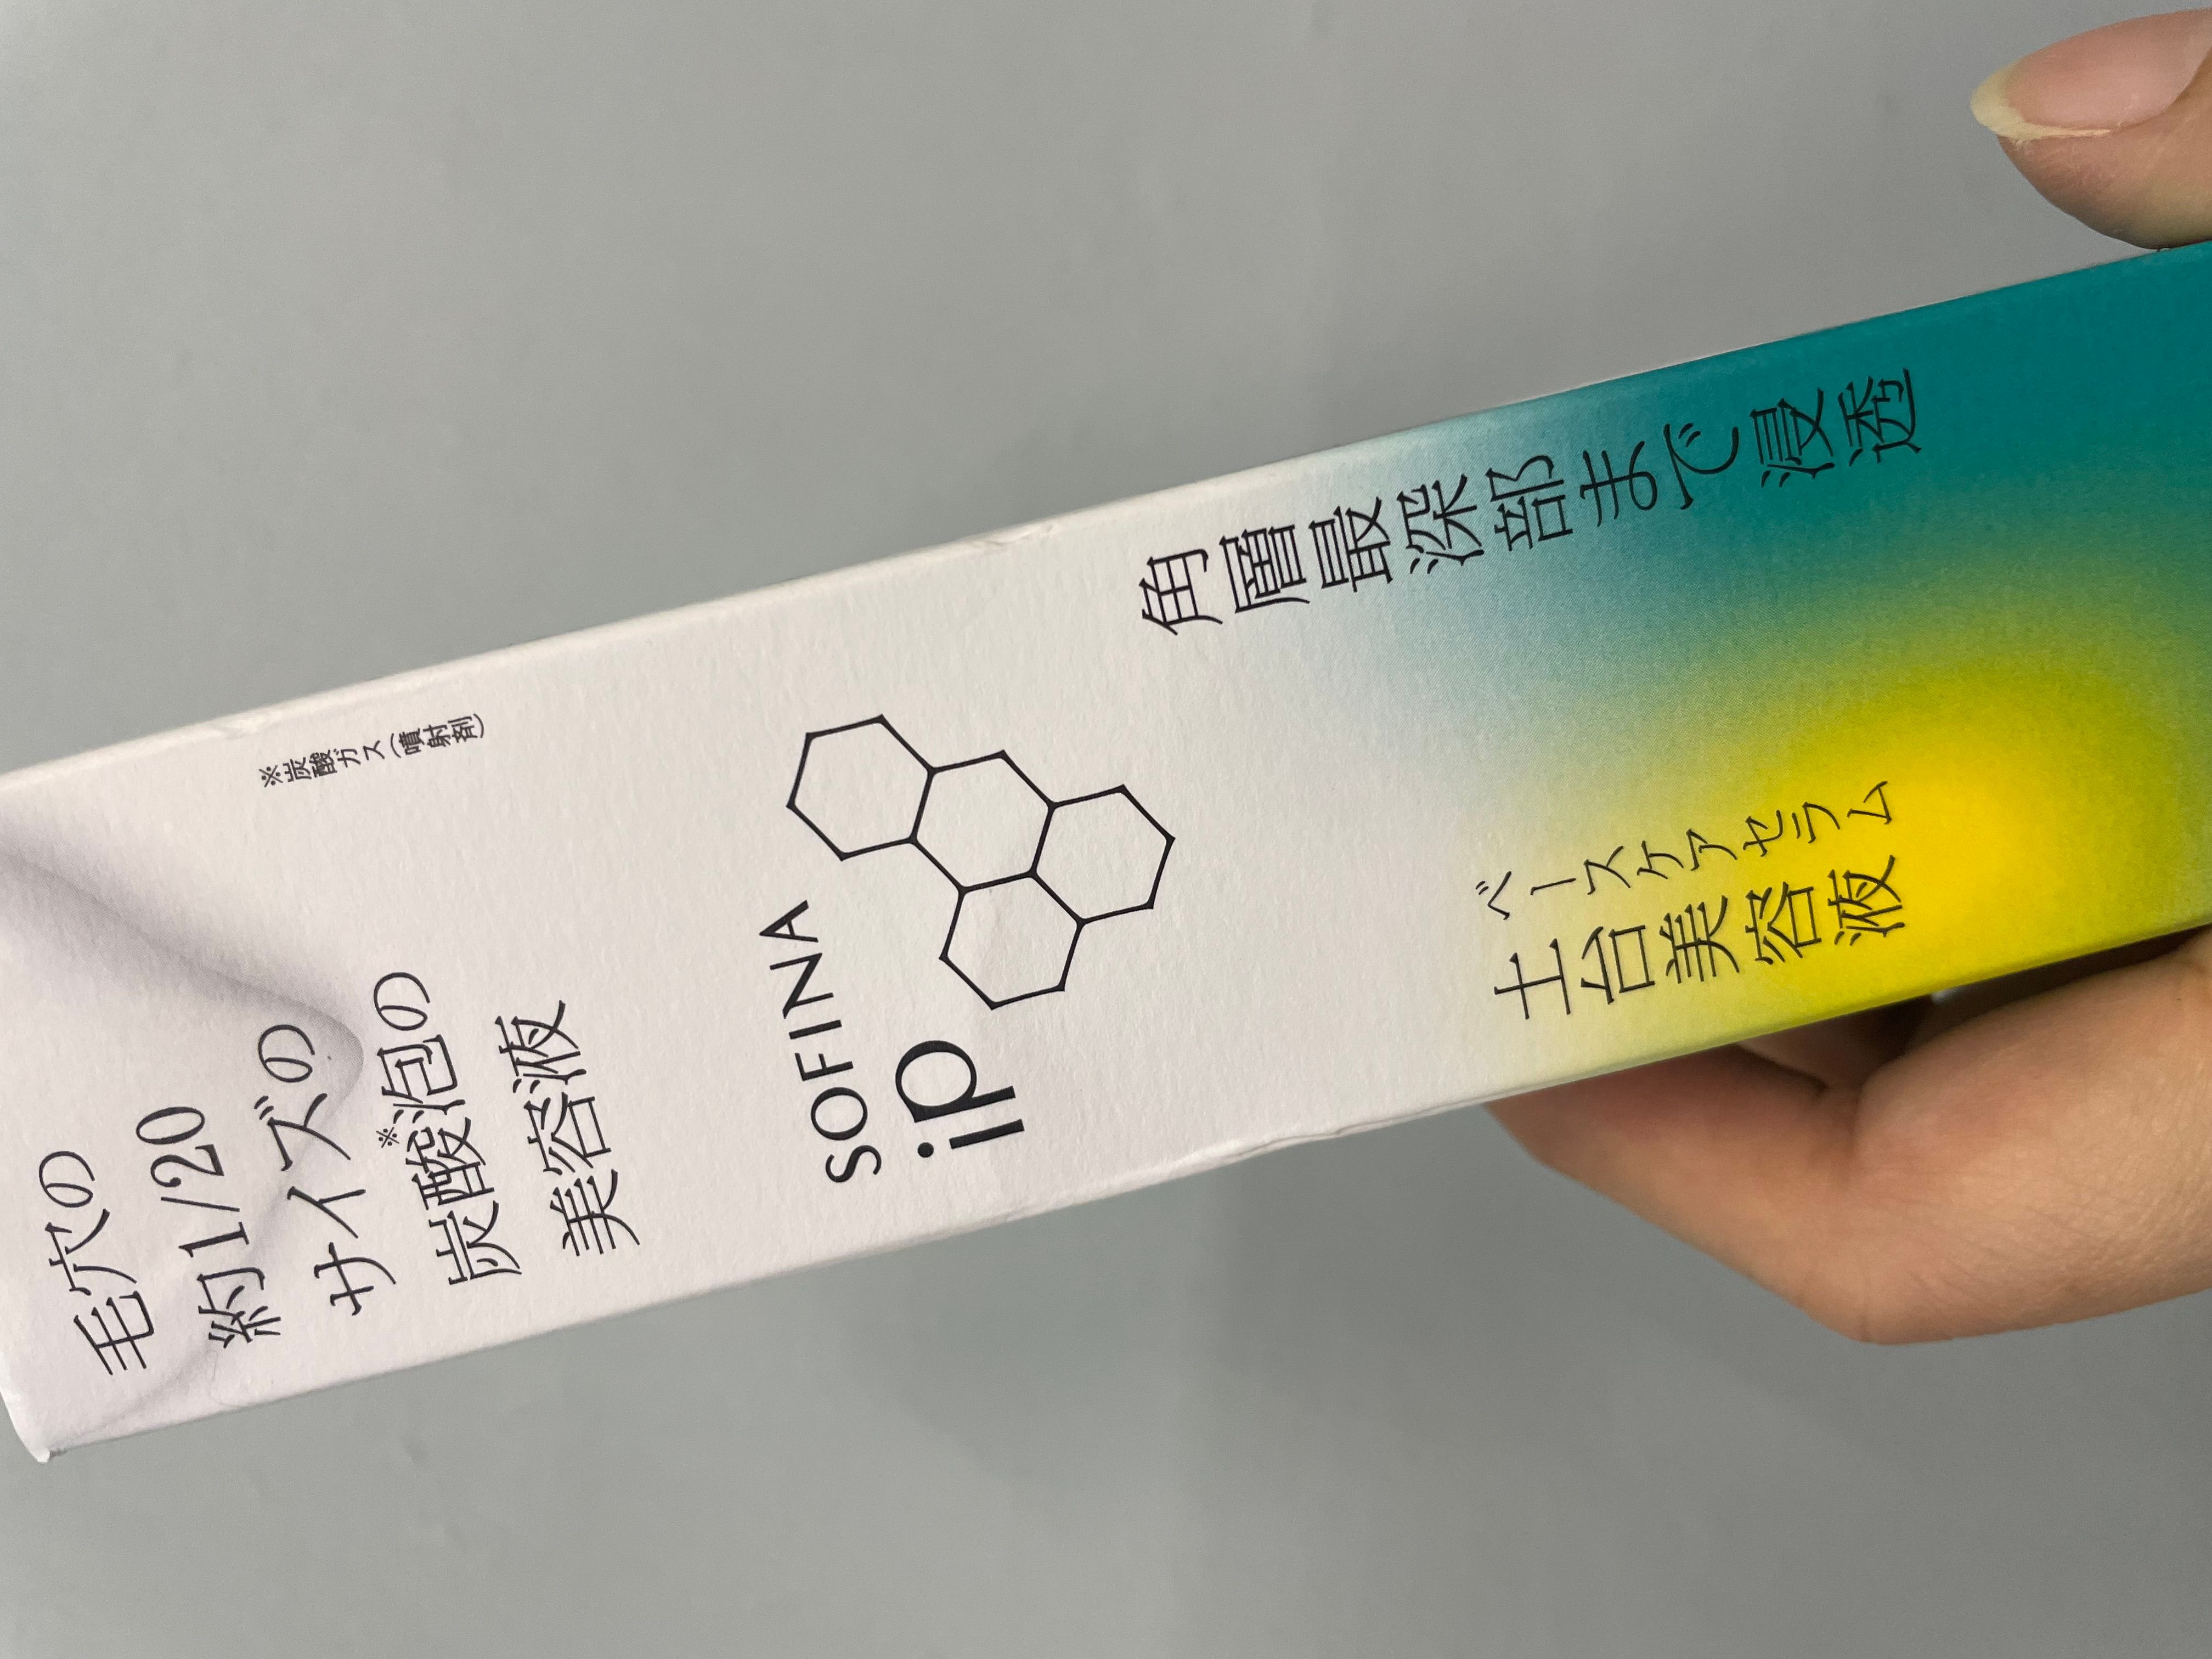 毛穴の
約1/20
サイズの
炭酸※泡の
美容液
※炭酸ガス(噴射剤)
SOFINA
ip
角層最深部まで浸透
ベースケアセラム
土台美容液